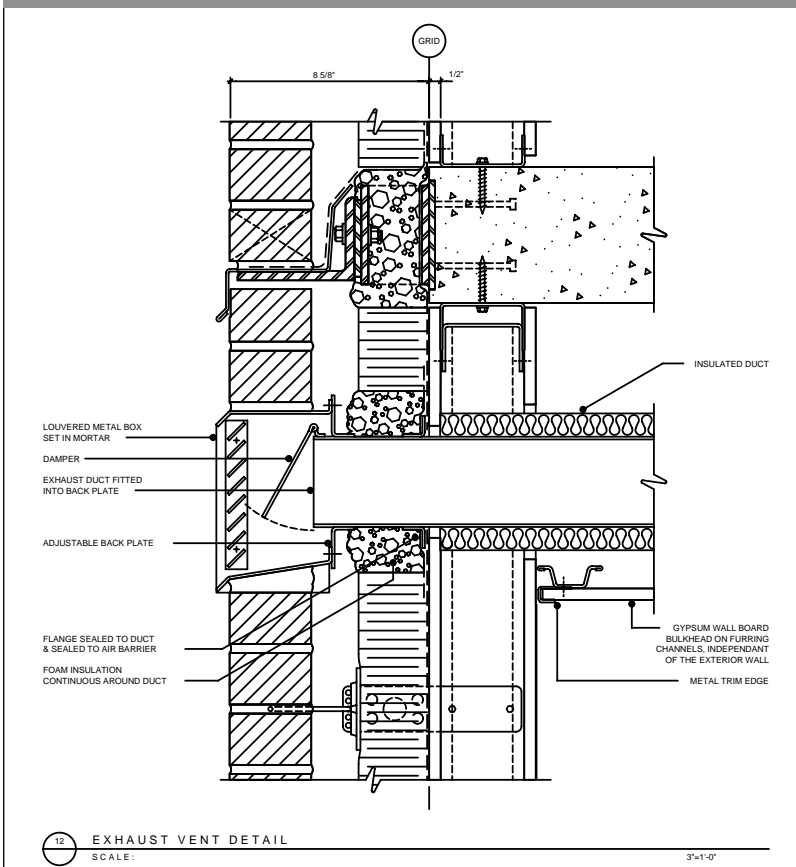 GRID
8 5/8"
1/2"
INSULATED DUCT
LOUVERED METAL BOX
SET IN MORTAR
DAMPER
EXHAUST DUCT FITTED
INTO BACK PLATE
ADJUSTABLE BACK PLATE
FLANGE SEALED TO DUCT
& SEALED TO AIR BARRIER
FOAM INSULATION
CONTINUOUS AROUND DUCT
GYPSUM WALL BOARD
BULKHEAD ON FURRING
CHANNELS, INDEPENDANT
OF THE EXTERIOR WALL
METAL TRIM EDGE
12
EXHAUST VENT DETAIL
SCALE:
3"=1'-0"